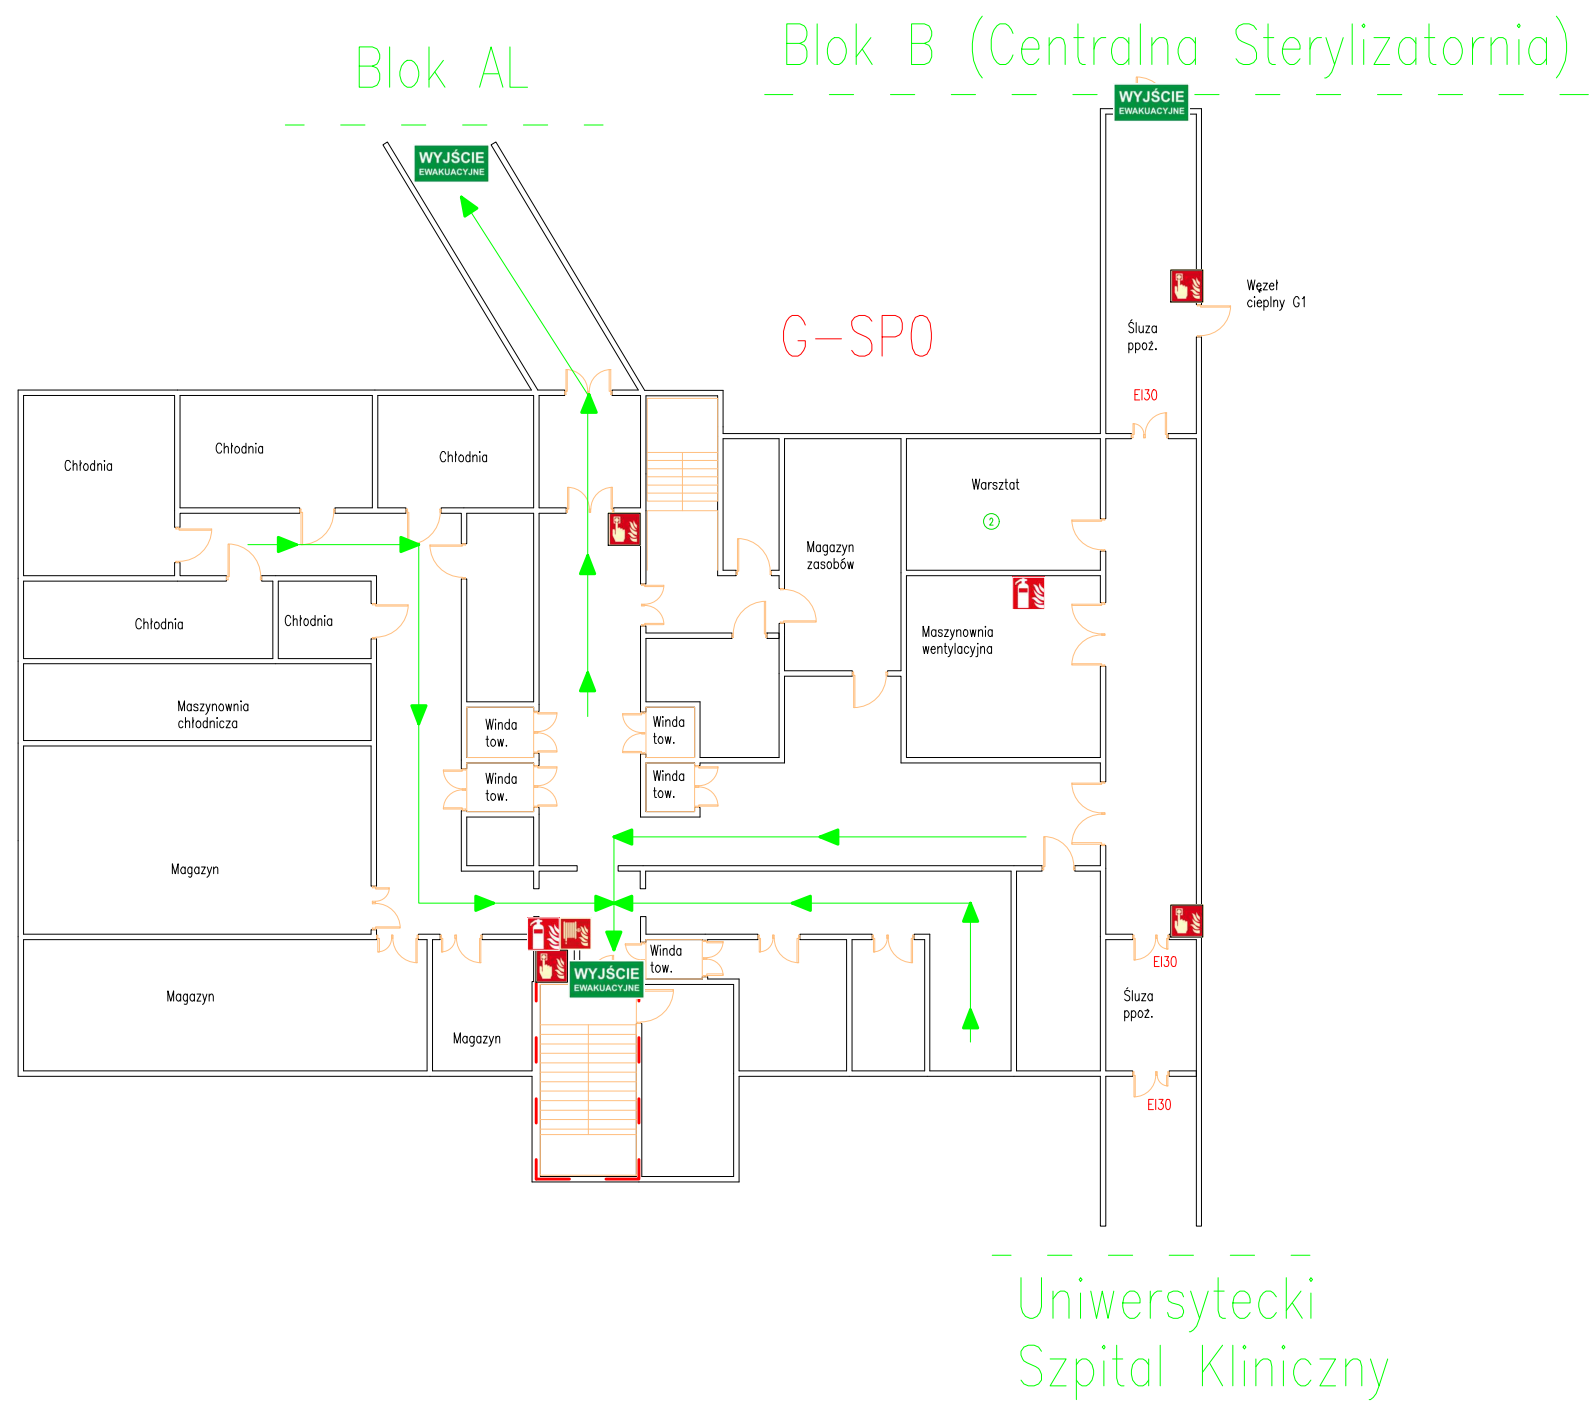 Blok AL
Blok B (Centralna Sterylizatornia)
WYJŚCIE
EWAKUACYJNE
WYJŚCIE
EWAKUACYJNE
Węzeł
cieplny G1
G-SP0
Śluza
ppoż.
EI30
Chłodnia
Chłodnia
Chłodnia
Warsztat
2
Magazyn
zasobów
Chłodnia
Chłodnia
Maszynownia
wentylacyjna
Maszynownia
chłodnicza
Winda
tow.
Winda
tow.
Winda
tow.
Winda
tow.
Magazyn
Winda
tow.
EI30
WYJŚCIE
EWAKUACYJNE
Magazyn
Magazyn
Śluza
ppoż.
EI30
Uniwersytecki
Szpital Kliniczny